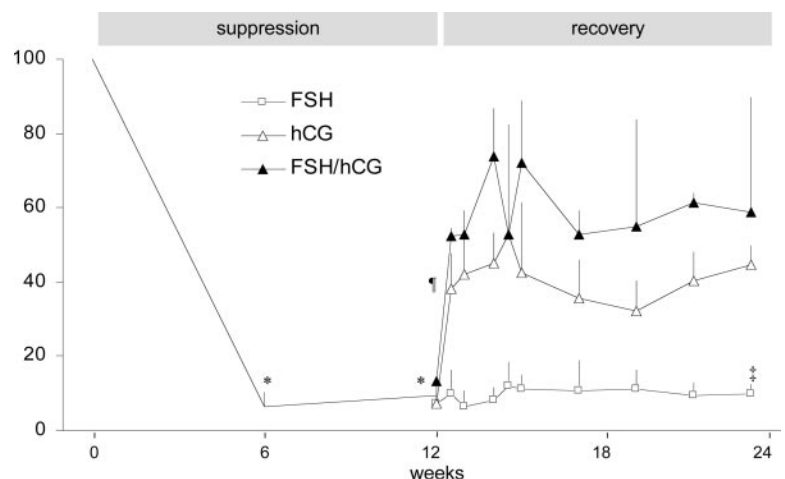 suppression recovery
100
FSH
80
hCG
FSH/hCG
60
40
¶
20
* *
‡
0
0 6 12 18 24
weeks